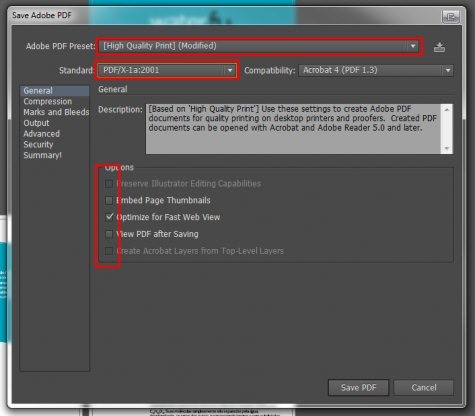 water
Save Adobe PDF
Adobe PDF Preset: [High Quality Print] (Modified)
Standard: PDF/X-1a:2001 Compatibility: Acrobat 4 (PDF 1.3)
General
Compression
Marks and Bleeds
Output
Advanced
Security
Summary!
General
Description: [Based on 'High Quality Print'] Use these settings to create Adobe PDF
documents for quality printing on desktop printers and proofers. Created PDF
documents can be opened with Acrobat and Adobe Reader 5.0 and later.
Options
Preserve Illustrator Editing Capabilities
Embed Page Thumbnails
Optimize for Fast Web View
View PDF after Saving
Create Acrobat Layers from Top-Level Layers
Save PDF Cancel